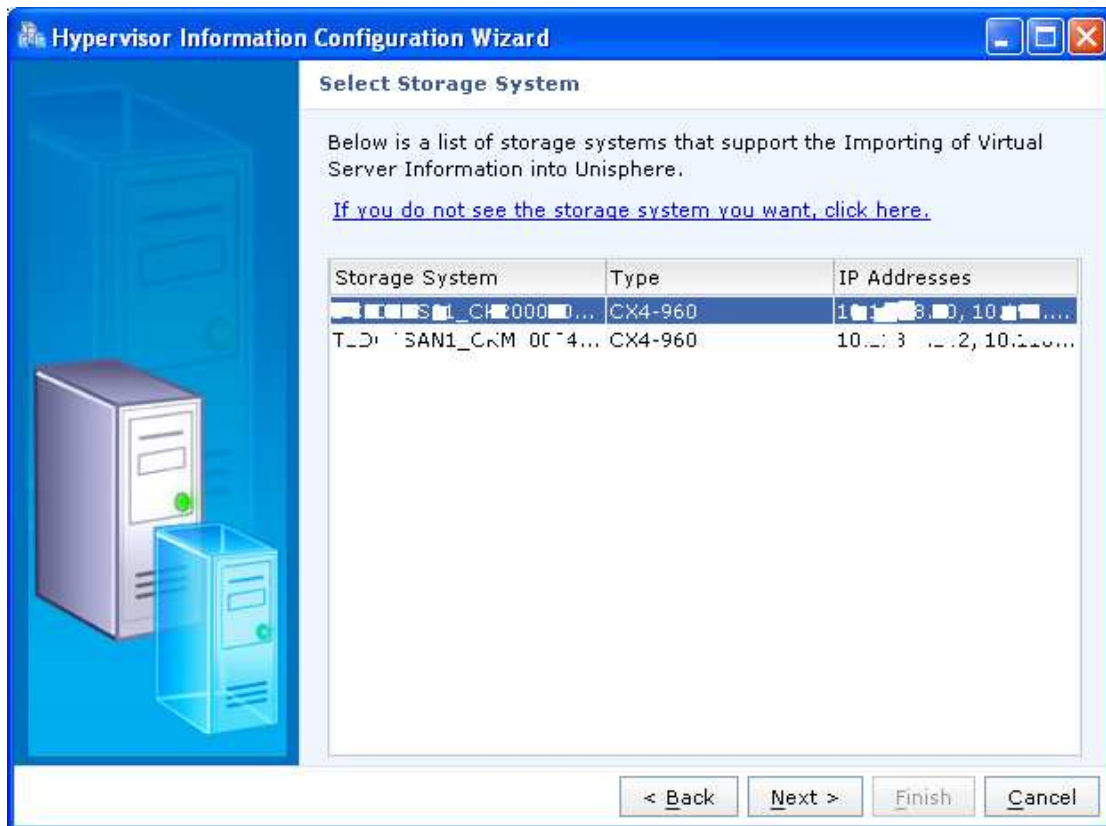 Hypervisor Information Configuration Wizard
Select Storage System
Below is a list of storage systems that support the Importing of Virtual
Server Information into Unisphere.
If you do not see the storage system you want, click here.
Storage System Type IP Addresses
CX4-960
CX4-960
< Back Next > Finish Cancel